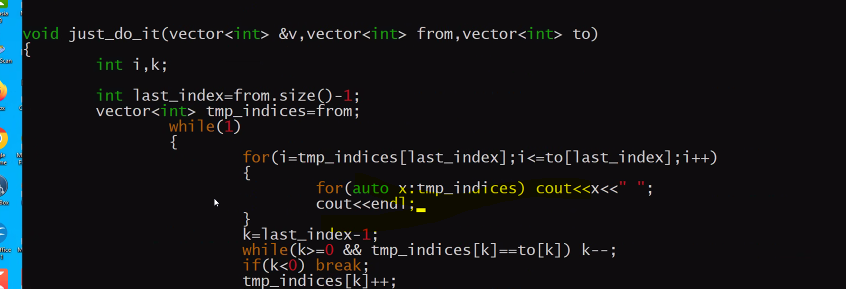 void just_do_it(vector<int> &v,vector<int> from,vector<int> to)
{
int i,k;
int last_index=from.size()-1;
vector<int> tmp_indices=from;
while(1)
{
for(i=tmp_indices[last_index];i<=to[last_index];i++)
{
for(auto x:tmp_indices) cout<<x<<" ";
cout<<endl;
}
k=last_index-1;
while(k>=0 && tmp_indices[k]==to[k]) k--;
if(k<0) break;
tmp_indices[k]++;